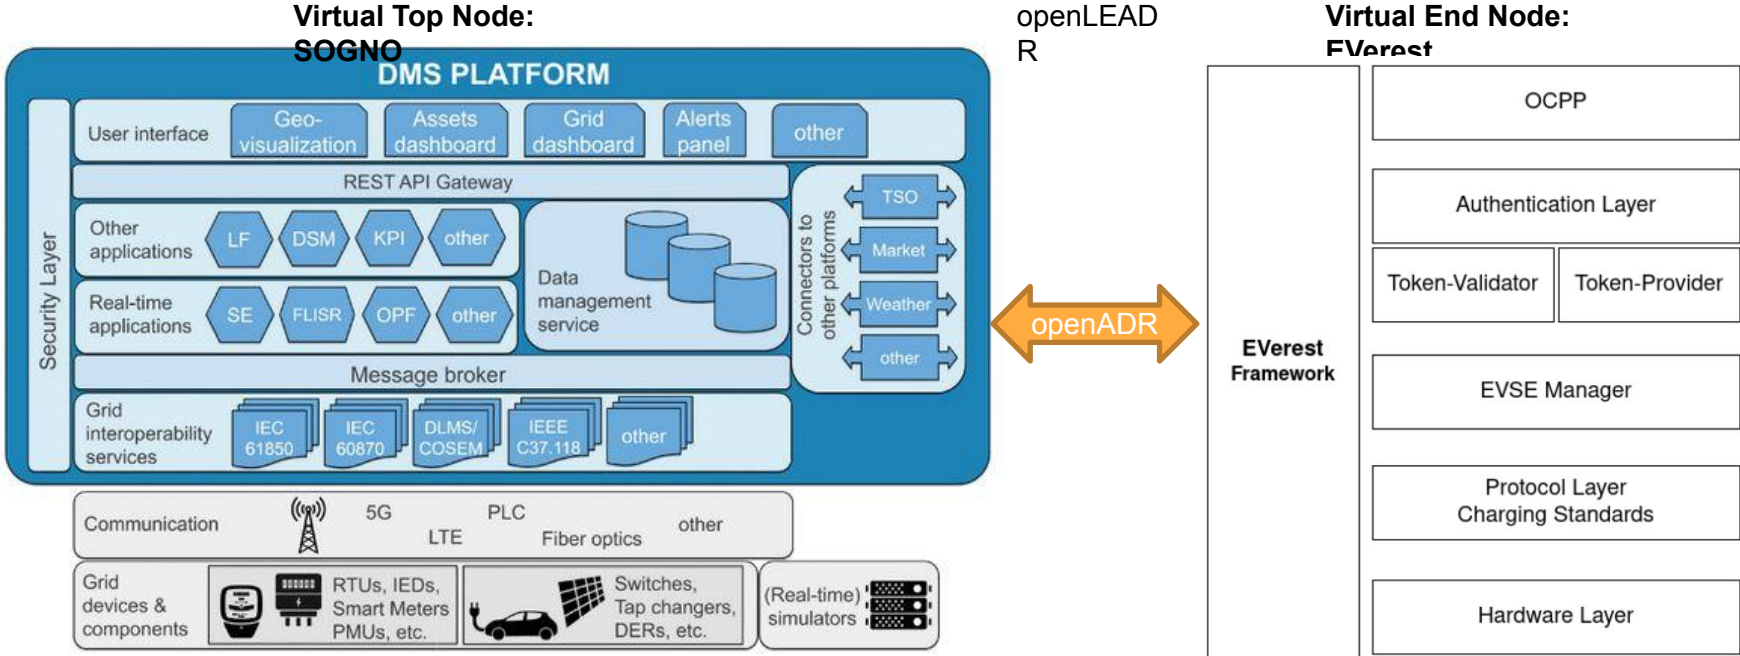 Virtual Top Node:
SOGNO
openLEAD
R
Virtual End Node:
EVerest
DMS PLATFORM
Security Layer
User interface
Geo-
visualization
Assets
dashboard
Grid
dashboard
Alerts
panel
other
REST API Gateway
Other
applications
LF
DSM
KPI
other
Real-time
applications
SE
FLISR
OPF
other
Data
management
service
Connectors to
other platforms
TSO
Market
Weather
other
Message broker
Grid
interoperability
services
IEC
61850
IEC
60870
DLMS/
COSEM
IEEE
C37.118
other
Communication
5G
LTE
PLC
Fiber optics
other
Grid
devices &
components
RTUs, IEDs,
Smart Meters
PMUs, etc.
Switches,
Tap changers,
DERs, etc.
(Real-time)
simulators
openADR
EVerest
Framework
OCPP
Authentication Layer
Token-Validator
Token-Provider
EVSE Manager
Protocol Layer
Charging Standards
Hardware Layer